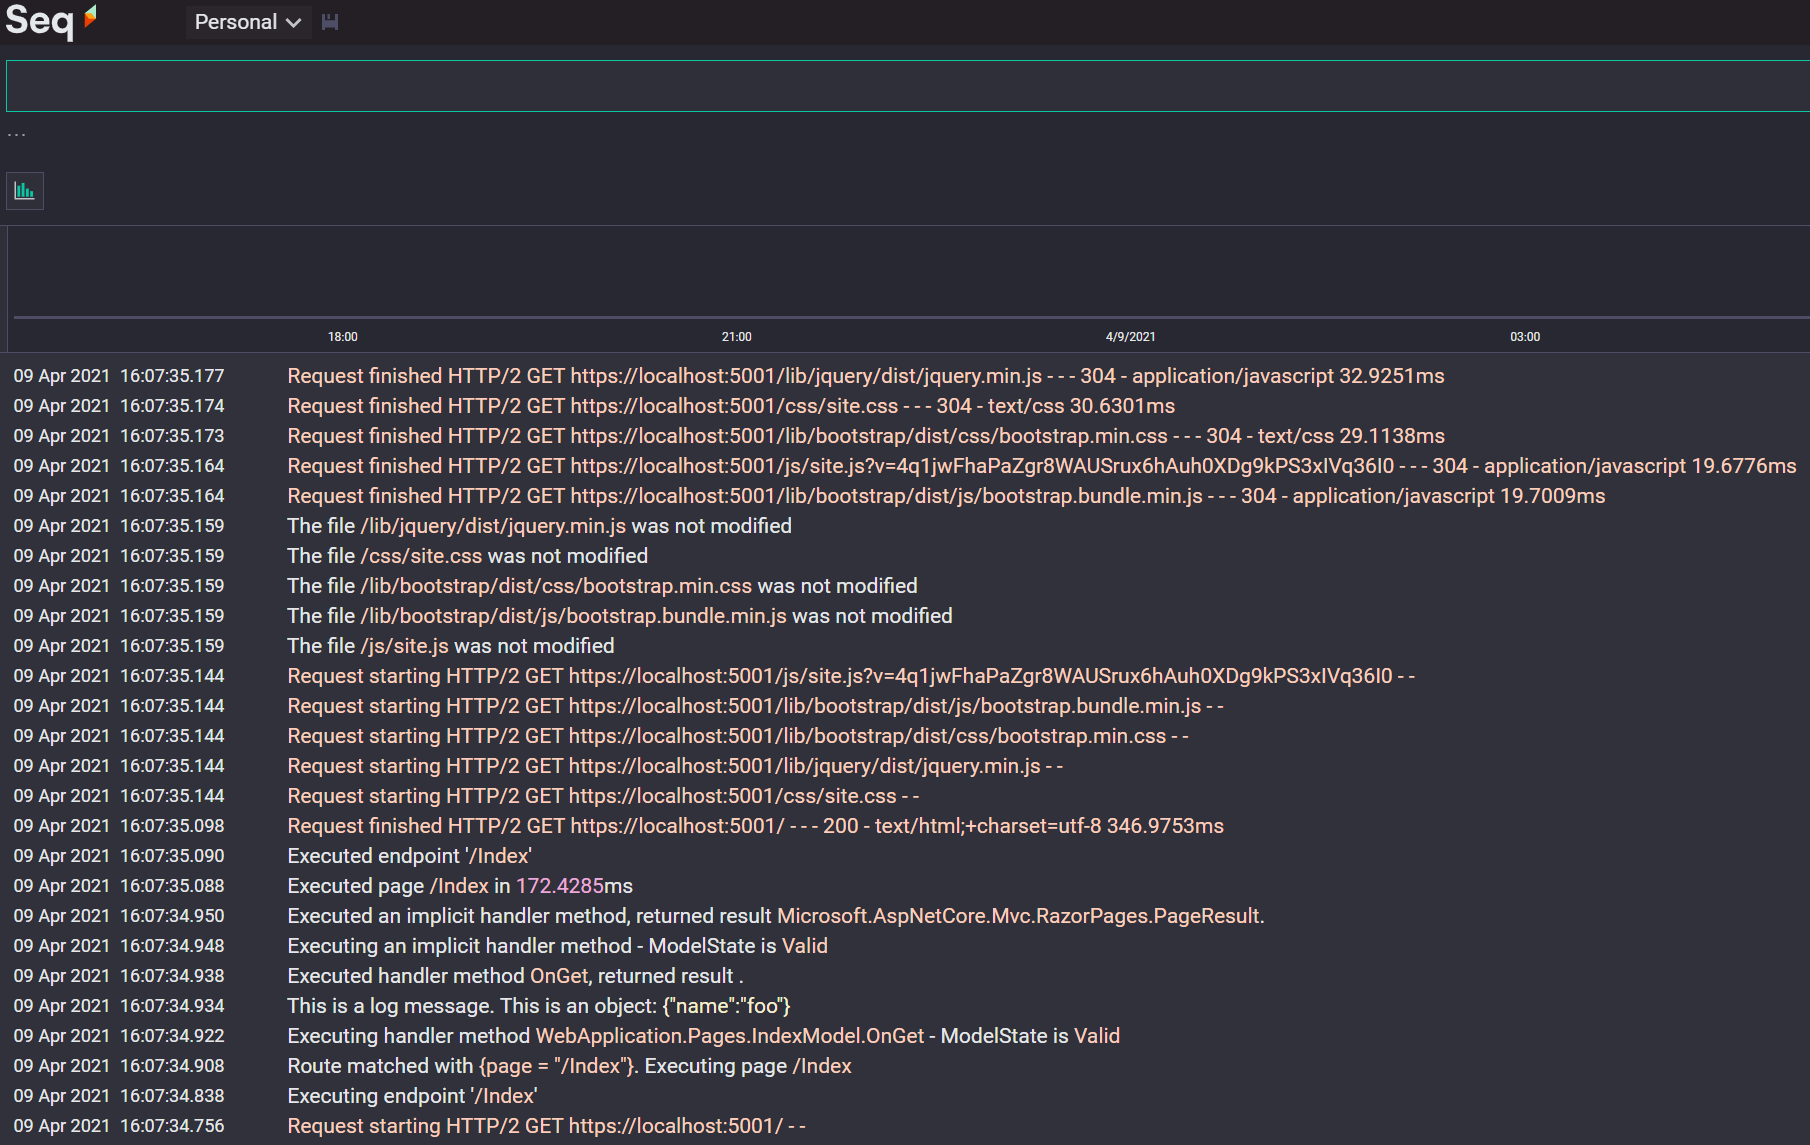 Seq Personal
...
18:00 21:00 4/9/2021 03:00
09 Apr 2021 16:07:35.177 Request finished HTTP/2 GET https://localhost:5001/lib/jquery/dist/jquery.min.js - - - 304 - application/javascript 32.9251ms
09 Apr 2021 16:07:35.174 Request finished HTTP/2 GET https://localhost:5001/css/site.css - - - 304 - text/css 30.6301ms
09 Apr 2021 16:07:35.173 Request finished HTTP/2 GET https://localhost:5001/lib/bootstrap/dist/css/bootstrap.min.css - - - 304 - text/css 29.1138ms
09 Apr 2021 16:07:35.164 Request finished HTTP/2 GET https://localhost:5001/js/site.js?v=4q1jwFhaPaZgr8WAUSrux6hAuh0XDg9kPS3xIVq36I0 - - - 304 - application/javascript 19.6776ms
09 Apr 2021 16:07:35.164 Request finished HTTP/2 GET https://localhost:5001/lib/bootstrap/dist/js/bootstrap.bundle.min.js - - - 304 - application/javascript 19.7009ms
09 Apr 2021 16:07:35.159 The file /lib/jquery/dist/jquery.min.js was not modified
09 Apr 2021 16:07:35.159 The file /css/site.css was not modified
09 Apr 2021 16:07:35.159 The file /lib/bootstrap/dist/css/bootstrap.min.css was not modified
09 Apr 2021 16:07:35.159 The file /lib/bootstrap/dist/js/bootstrap.bundle.min.js was not modified
09 Apr 2021 16:07:35.159 The file /js/site.js was not modified
09 Apr 2021 16:07:35.144 Request starting HTTP/2 GET https://localhost:5001/js/site.js?v=4q1jwFhaPaZgr8WAUSrux6hAuh0XDg9kPS3xIVq36I0 - -
09 Apr 2021 16:07:35.144 Request starting HTTP/2 GET https://localhost:5001/lib/bootstrap/dist/js/bootstrap.bundle.min.js - -
09 Apr 2021 16:07:35.144 Request starting HTTP/2 GET https://localhost:5001/lib/bootstrap/dist/css/bootstrap.min.css - -
09 Apr 2021 16:07:35.144 Request starting HTTP/2 GET https://localhost:5001/lib/jquery/dist/jquery.min.js - -
09 Apr 2021 16:07:35.144 Request starting HTTP/2 GET https://localhost:5001/css/site.css - -
09 Apr 2021 16:07:35.098 Request finished HTTP/2 GET https://localhost:5001/ - - - 200 - text/html;+charset=utf-8 346.9753ms
09 Apr 2021 16:07:35.090 Executed endpoint '/Index'
09 Apr 2021 16:07:35.088 Executed page /Index in 172.4285ms
09 Apr 2021 16:07:34.950 Executed an implicit handler method, returned result Microsoft.AspNetCore.Mvc.RazorPages.PageResult.
09 Apr 2021 16:07:34.948 Executing an implicit handler method - ModelState is Valid
09 Apr 2021 16:07:34.938 Executed handler method OnGet, returned result .
09 Apr 2021 16:07:34.934 This is a log message. This is an object: {"name":"foo"}
09 Apr 2021 16:07:34.922 Executing handler method WebApplication.Pages.IndexModel.OnGet - ModelState is Valid
09 Apr 2021 16:07:34.908 Route matched with {page = "/Index"}. Executing page /Index
09 Apr 2021 16:07:34.838 Executing endpoint '/Index'
09 Apr 2021 16:07:34.756 Request starting HTTP/2 GET https://localhost:5001/ - -